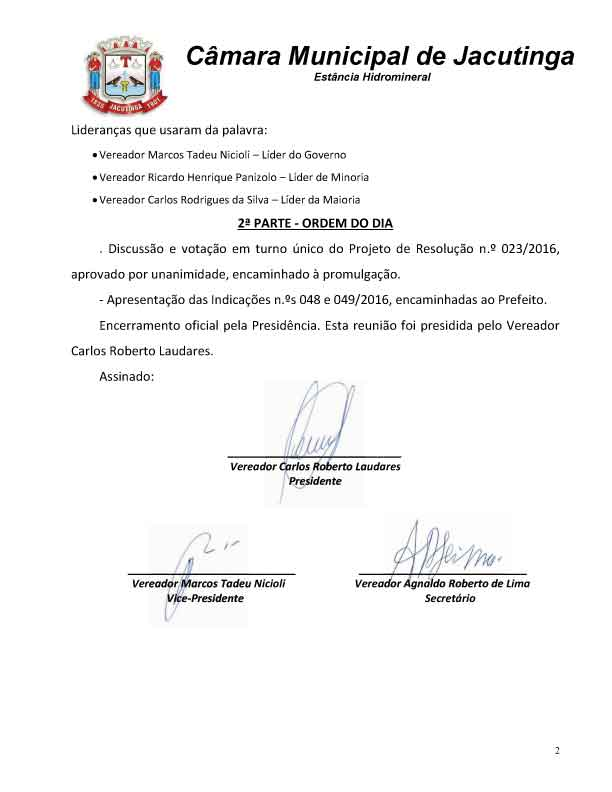 Câmara Municipal de Jacutinga
Estância Hidromineral
1835 JACUTINGA 1901
Lideranças que usaram da palavra:
• Vereador Marcos Tadeu Nicioli – Líder do Governo
• Vereador Ricardo Henrique Panizolo – Líder de Minoria
• Vereador Carlos Rodrigues da Silva – Líder da Maioria
2ª PARTE - ORDEM DO DIA
. Discussão e votação em turno único do Projeto de Resolução n.º 023/2016,
aprovado por unanimidade, encaminhado à promulgação.
- Apresentação das Indicações n.ºs 048 e 049/2016, encaminhadas ao Prefeito.
Encerramento oficial pela Presidência. Esta reunião foi presidida pelo Vereador
Carlos Roberto Laudares.
Assinado:
Vereador Carlos Roberto Laudares
Presidente
Vereador Marcos Tadeu Nicioli
Vice-Presidente
Vereador Agnaldo Roberto de Lima
Secretário
2